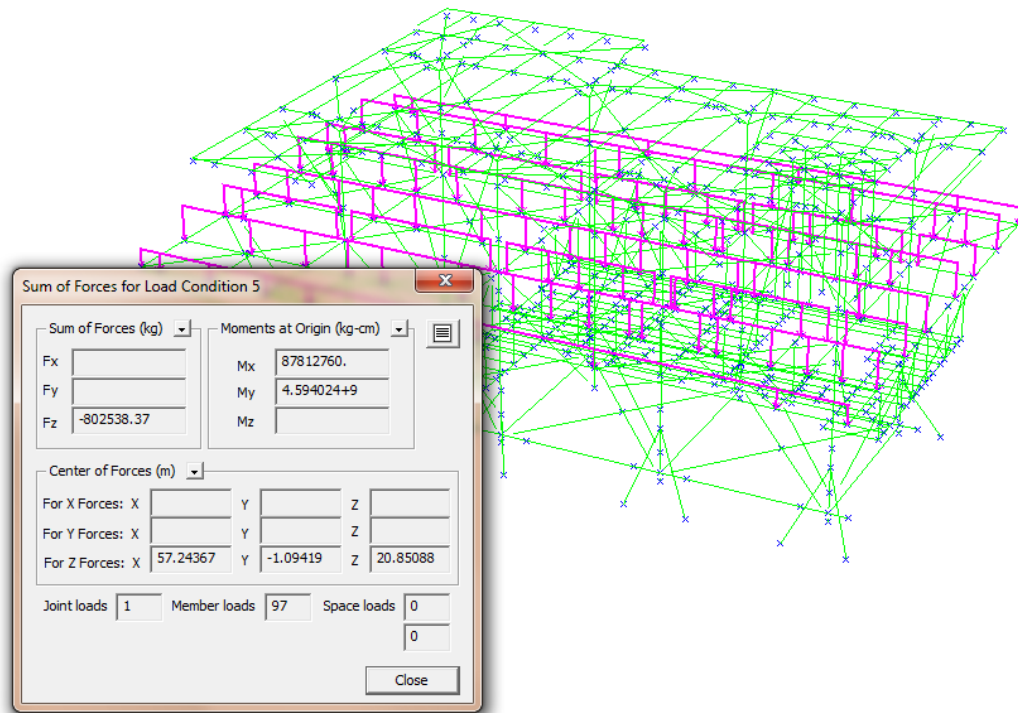 Sum of Forces for Load Condition 5
Sum of Forces (kg)
Moments at Origin (kg-cm)
Fx
Mx 87812760.
Fy
My 4.594024+9
Fz -802538.37
Mz
Center of Forces (m)
For X Forces: X Y Z
For Y Forces: X Y Z
For Z Forces: X 57.24367 Y -1.09419 Z 20.85088
Joint loads 1 Member loads 97 Space loads 0
0
Close